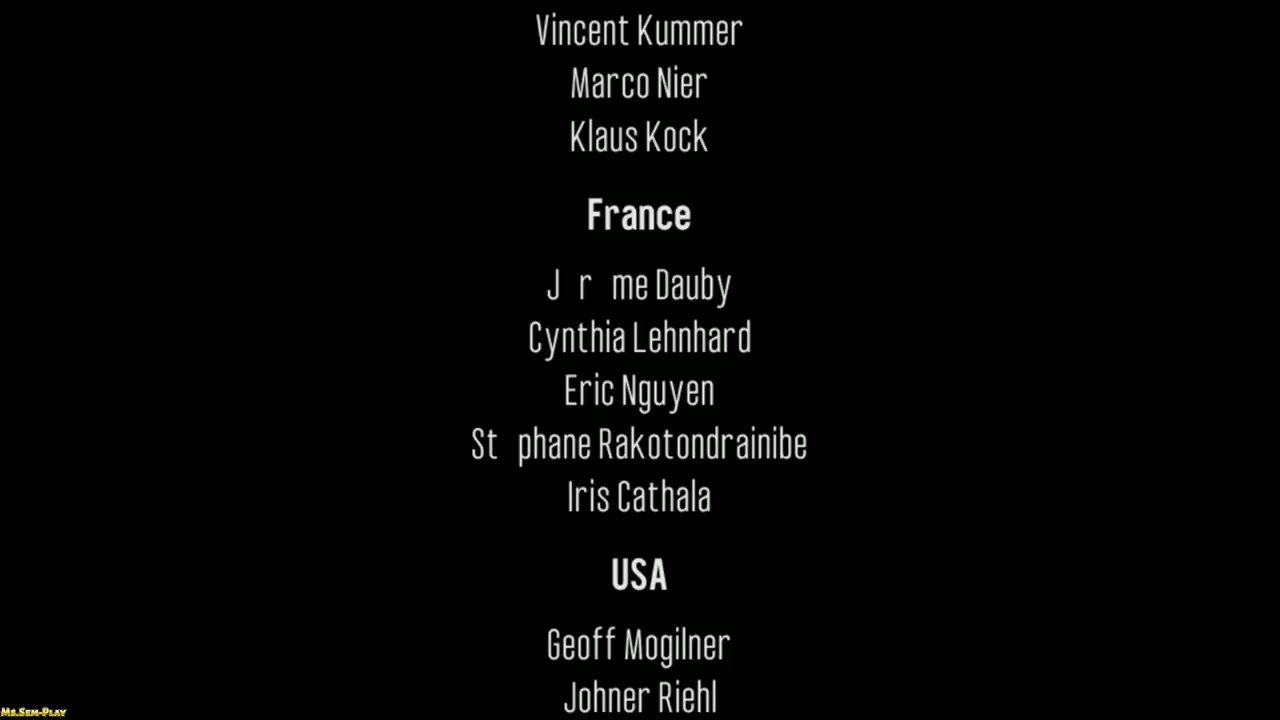 Vincent Kummer
Marco Nier
Klaus Kock
France
J r me Dauby
Cynthia Lehnhard
Eric Nguyen
St phane Rakotondrainibe
Iris Cathala
USA
Geoff Mogilner
Johner Riehl
Ms.Sem-Play